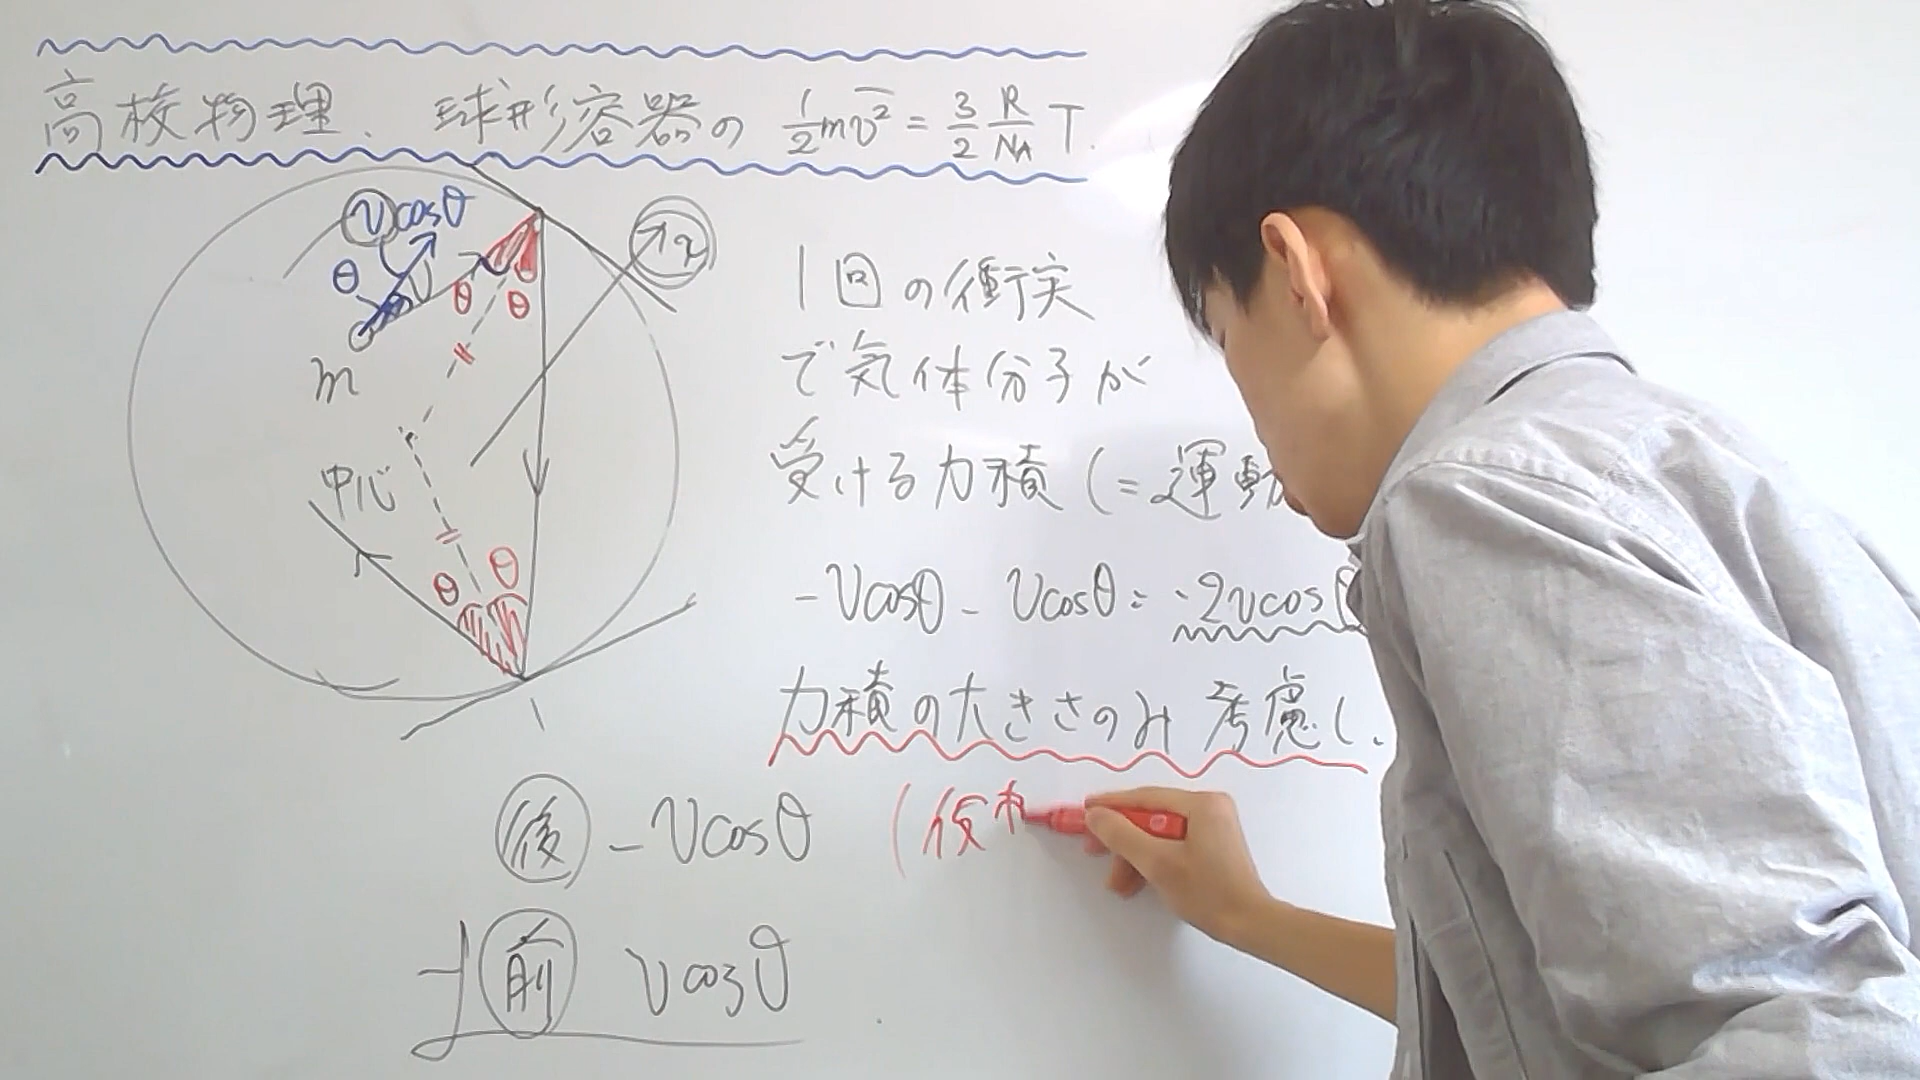 高校物理. 球形容器の 1/2 m v̄² = 3/2 R/NA T.
vcosθ
x
θ v θ θ
m
中心
θ θ
1回の衝突
で気体分子が
受ける力積 (=運動
-vcosθ - vcosθ = -2vcosθ
力積の大きさのみ考慮し、
後 -vcosθ (後
-) 前 vcosθ